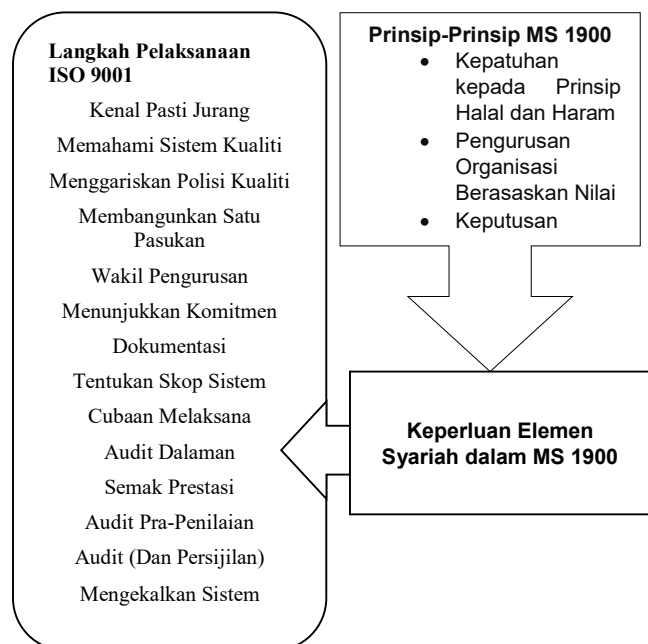 Langkah Pelaksanaan
ISO 9001
Kenal Pasti Jurang
Memahami Sistem Kualiti
Menggariskan Polisi Kualiti
Membangunkan Satu
Pasukan
Wakil Pengurusan
Menunjukkan Komitmen
Dokumentasi
Tentukan Skop Sistem
Cubaan Melaksana
Audit Dalaman
Semak Prestasi
Audit Pra-Penilaian
Audit (Dan Persijilan)
Mengekalkan Sistem
Prinsip-Prinsip MS 1900
• Kepatuhan
kepada Prinsip
Halal dan Haram
• Pengurusan
Organisasi
Berasaskan Nilai
• Keputusan
Keperluan Elemen
Syariah dalam MS 1900